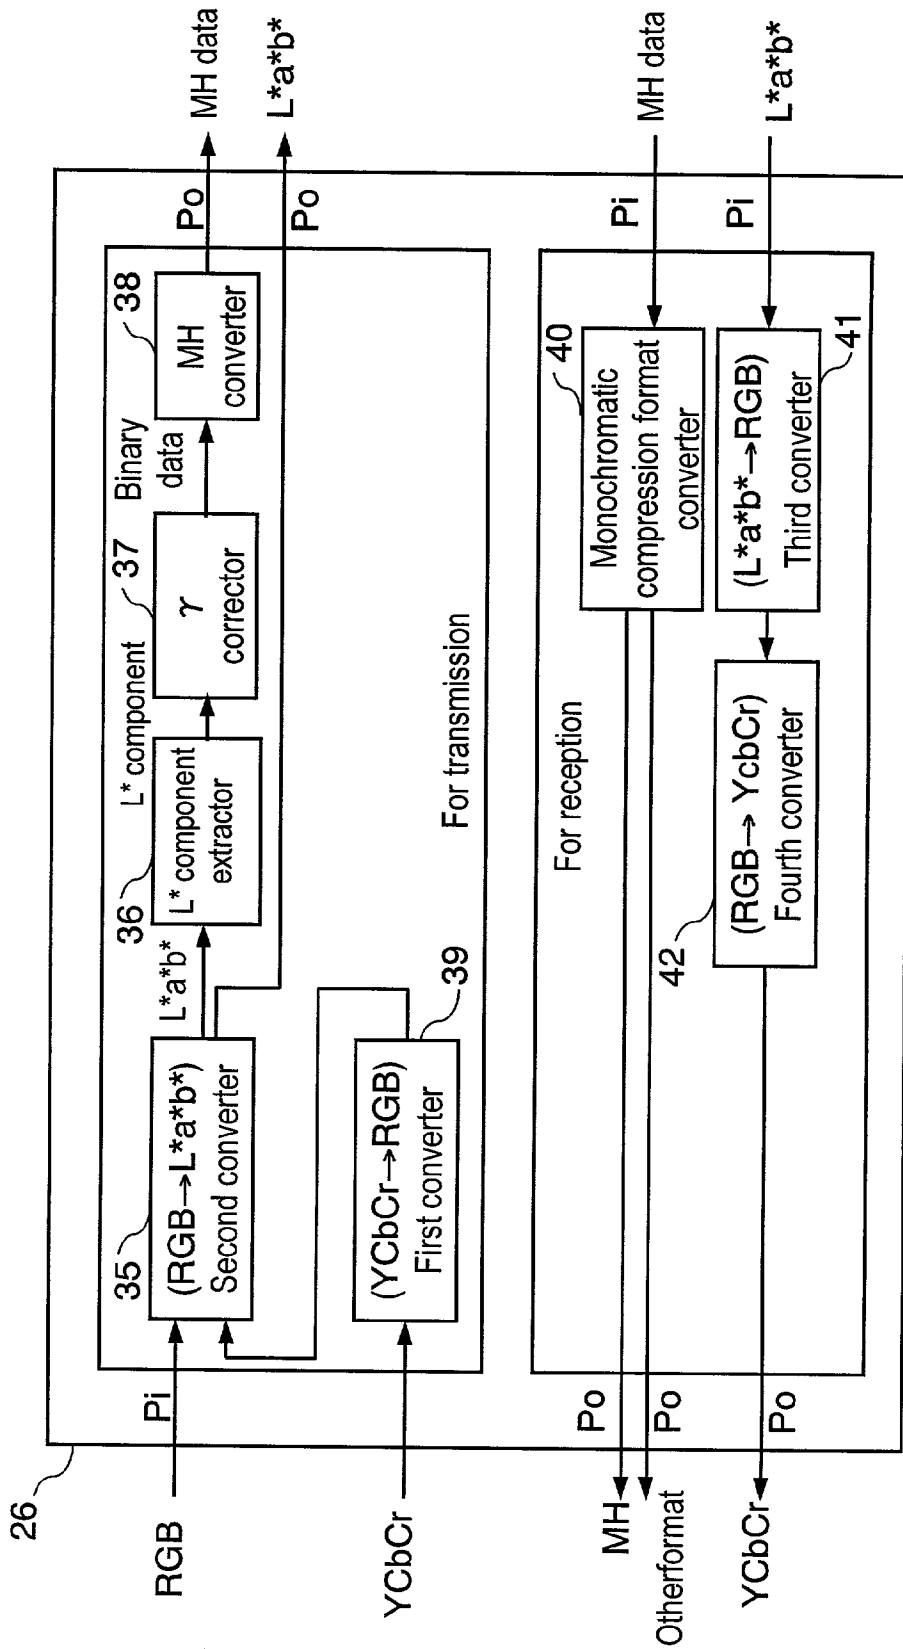 26
RGB
Pi
35
(RGB→L*a*b*)
Second converter
L*a*b*
36
L* component
extractor
L* component
37
γ
corrector
Binary
data
38
MH
converter
Po
MH data
Po
L*a*b*
YCbCr
(YCbCr→RGB)
First converter
39
For transmission
For reception
MH
Po
Otherformat
Po
40
Monochromatic
compression format
converter
Pi
MH data
YCbCr
Po
42
(RGB→ YcbCr)
Fourth converter
(L*a*b*→RGB)
Third converter
41
Pi
L*a*b*